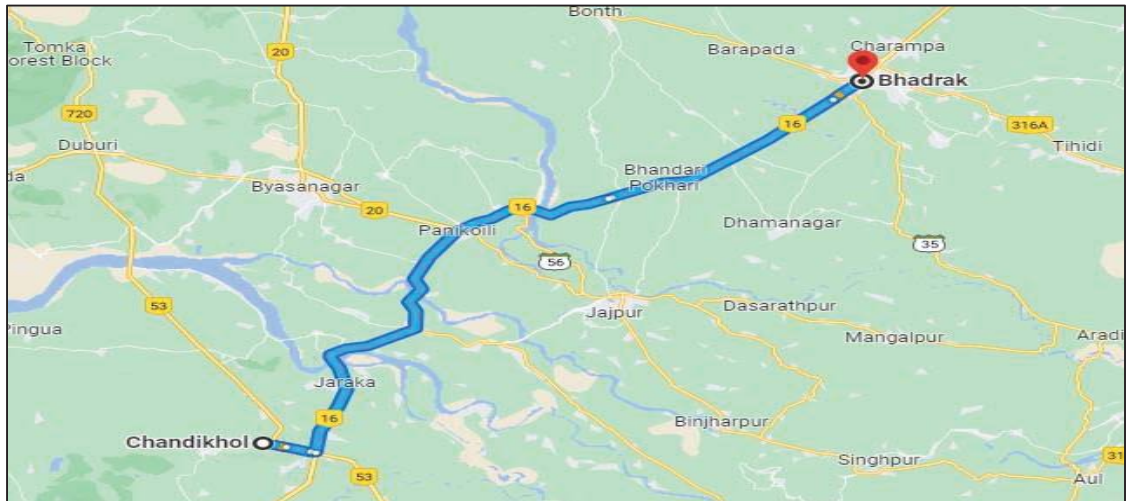 Bonth
Tomka
orest Block
20
Barapada
Charampa
Bhadrak
720
16
316A
Duburi
Tihidi
da
Byasanagar
Bhandari
Pokhari
20
16
Panikoili
Dhamanagar
35
56
53
Jajpur
Dasarathpur
Pingua
Mangalpur
Aradi
Jaraka
16
Binjharpur
Chandikhol
53
Singhpur
31
Aul